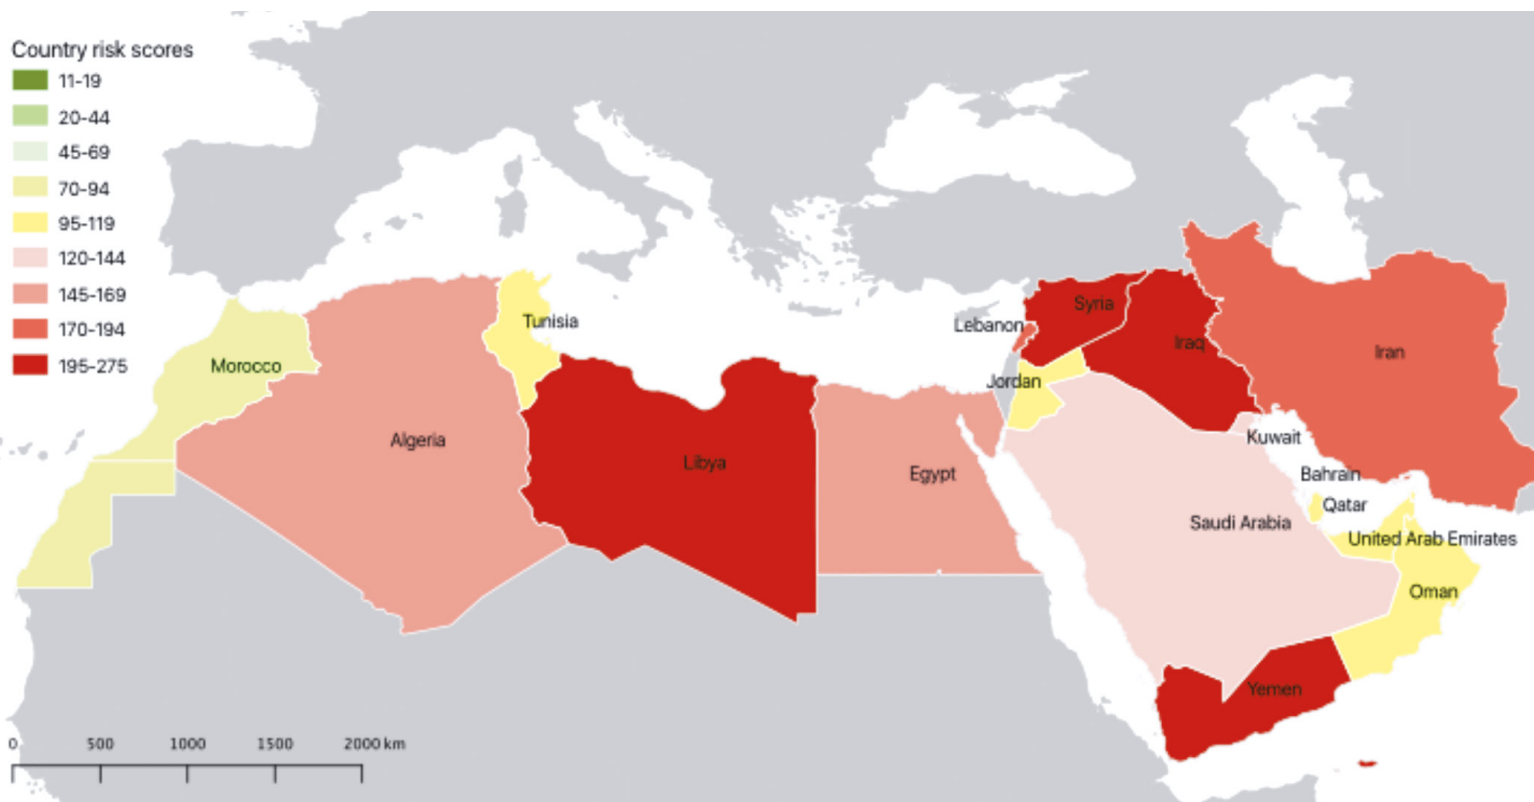 Country risk scores
11-19
20-44
45-69
70-94
95-119
120-144
145-169
170-194
195-275
Syria
Tunisia
Lebanon
Iraq
Iran
Morocco
Jordan
Algeria
Kuwait
Libya
Egypt
Bahrain
Qatar
Saudi Arabia
United Arab Emirates
Oman
Yemen
0 500 1000 1500 2000 km